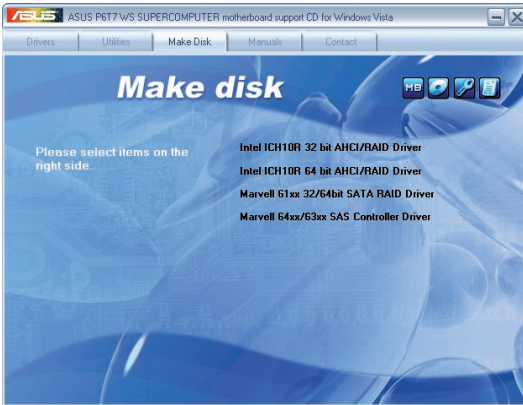 ASUS ASUS P6T7 WS SUPERCOMPUTER motherboard support CD for Windows Vista
Drivers Utilities Make Disk Manuals Contact
Make disk
MB
Please select items on the
right side.
Intel ICH10R 32 bit AHCI/RAID Driver
Intel ICH10R 64 bit AHCI/RAID Driver
Marvell 61xx 32/64bit SATA RAID Driver
Marvell 64xx/63xx SAS Controller Driver